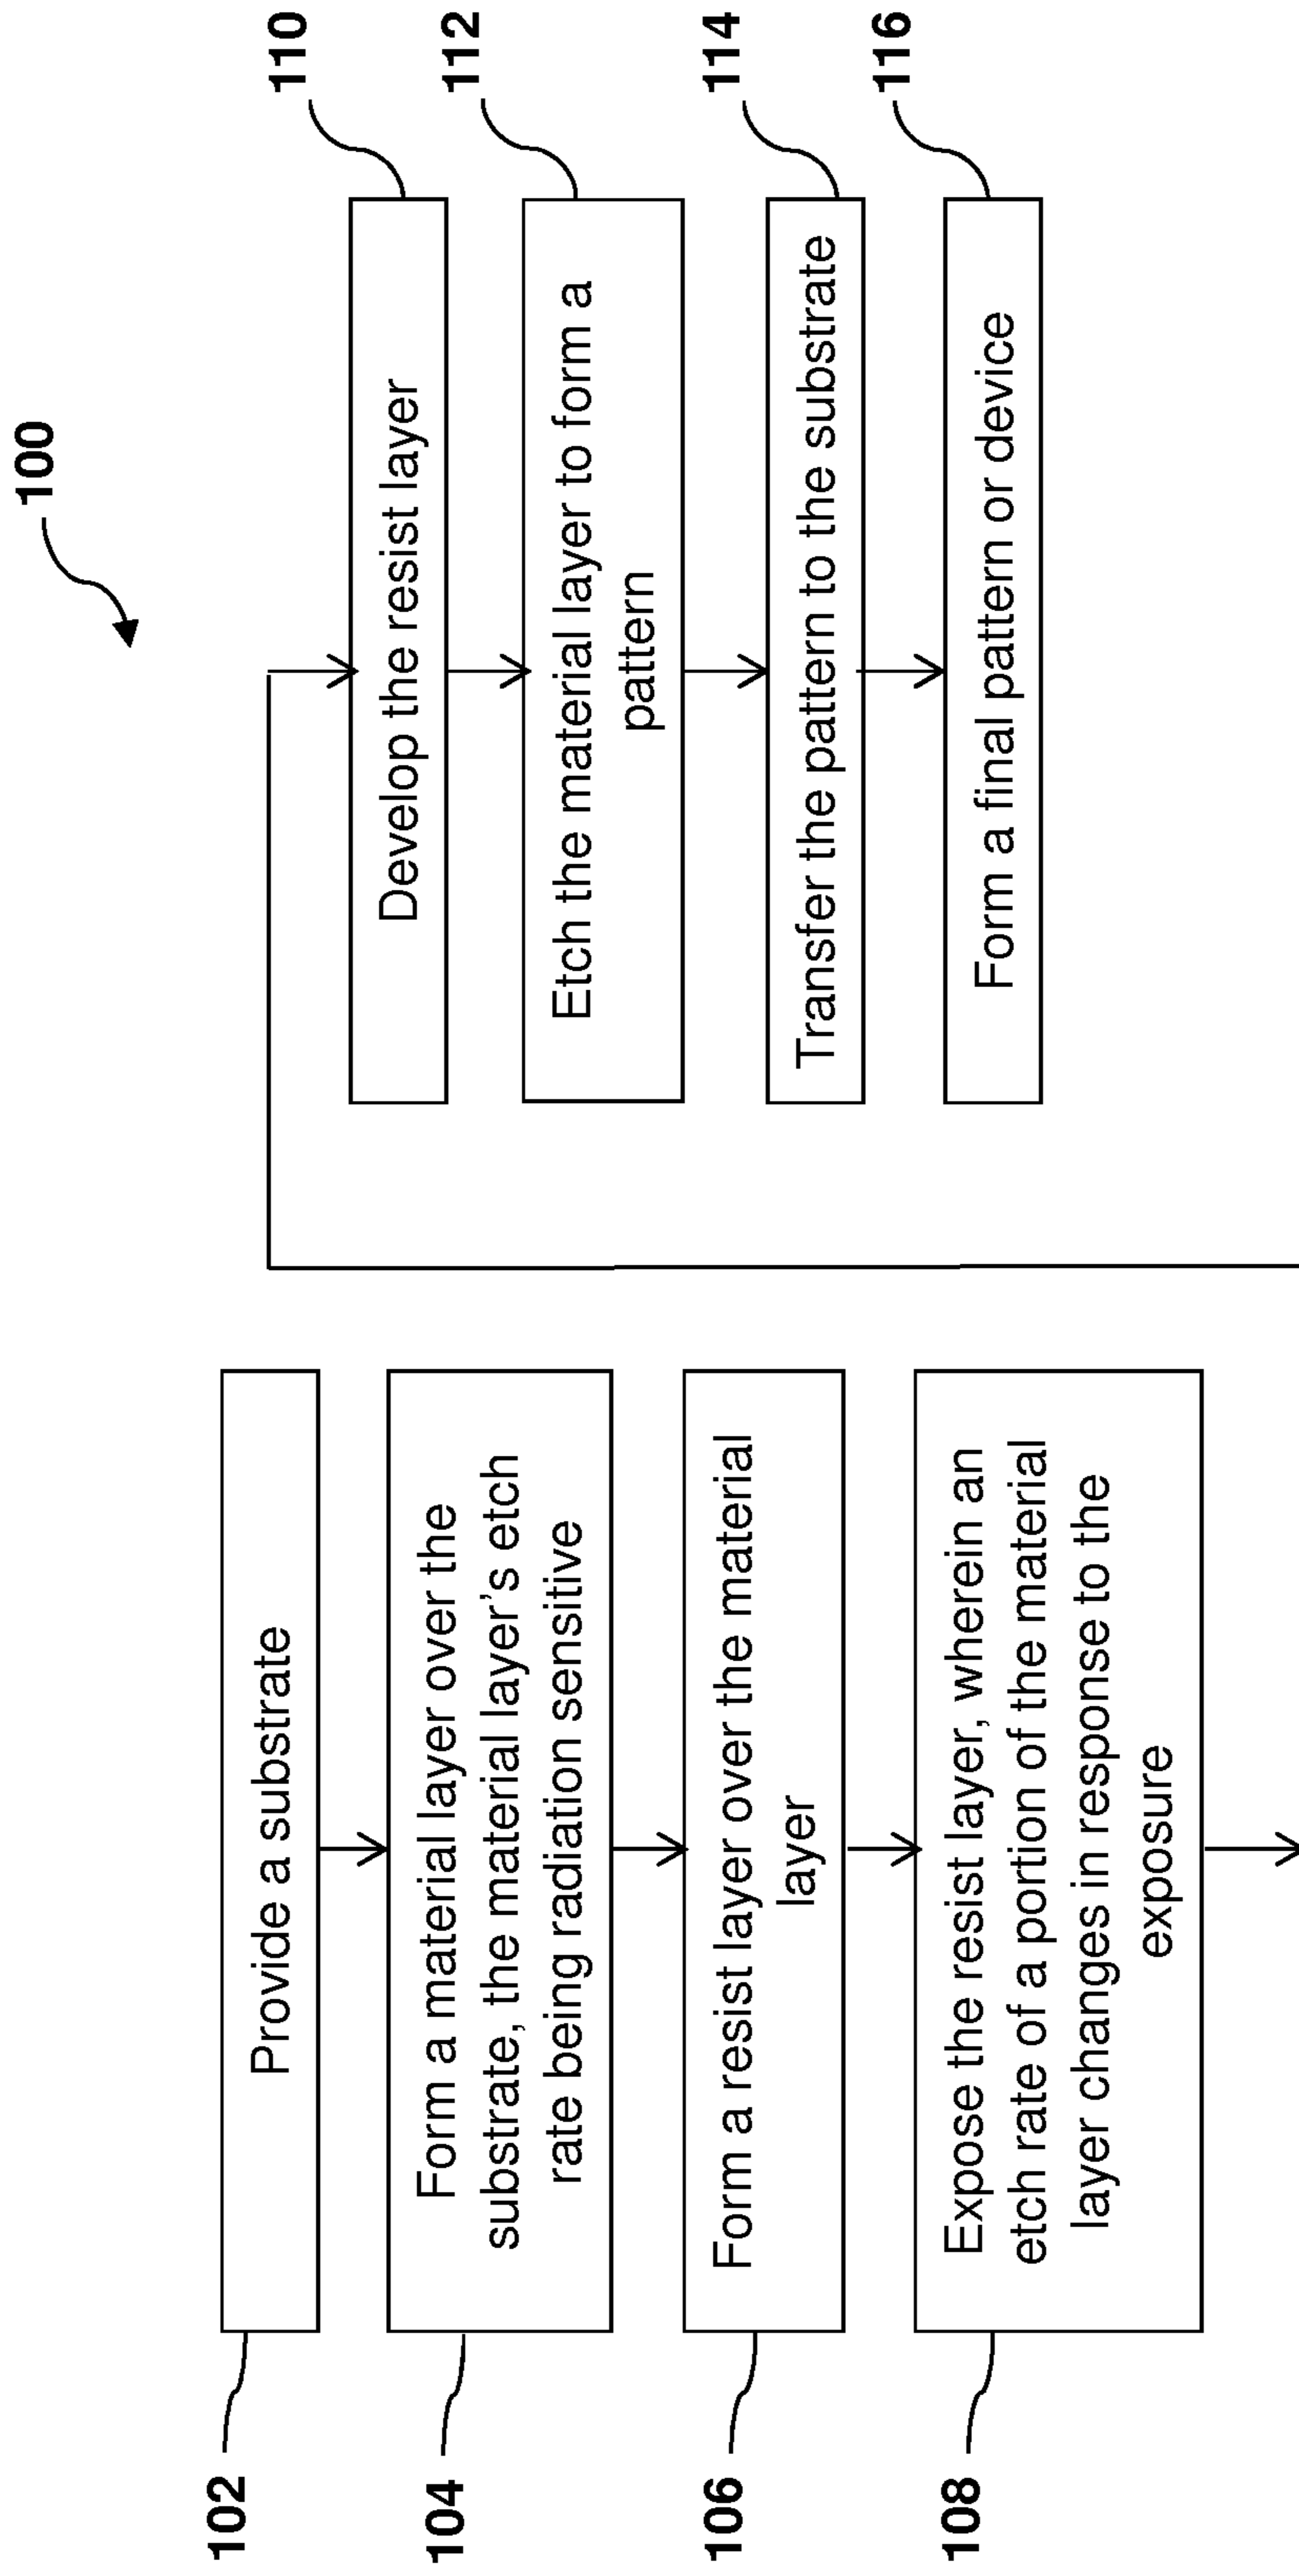 100
102
Provide a substrate
104
Form a material layer over the
substrate, the material layer’s etch
rate being radiation sensitive
106
Form a resist layer over the material
layer
108
Expose the resist layer, wherein an
etch rate of a portion of the material
layer changes in response to the
exposure
110
Develop the resist layer
112
Etch the material layer to form a
pattern
114
Transfer the pattern to the substrate
116
Form a final pattern or device